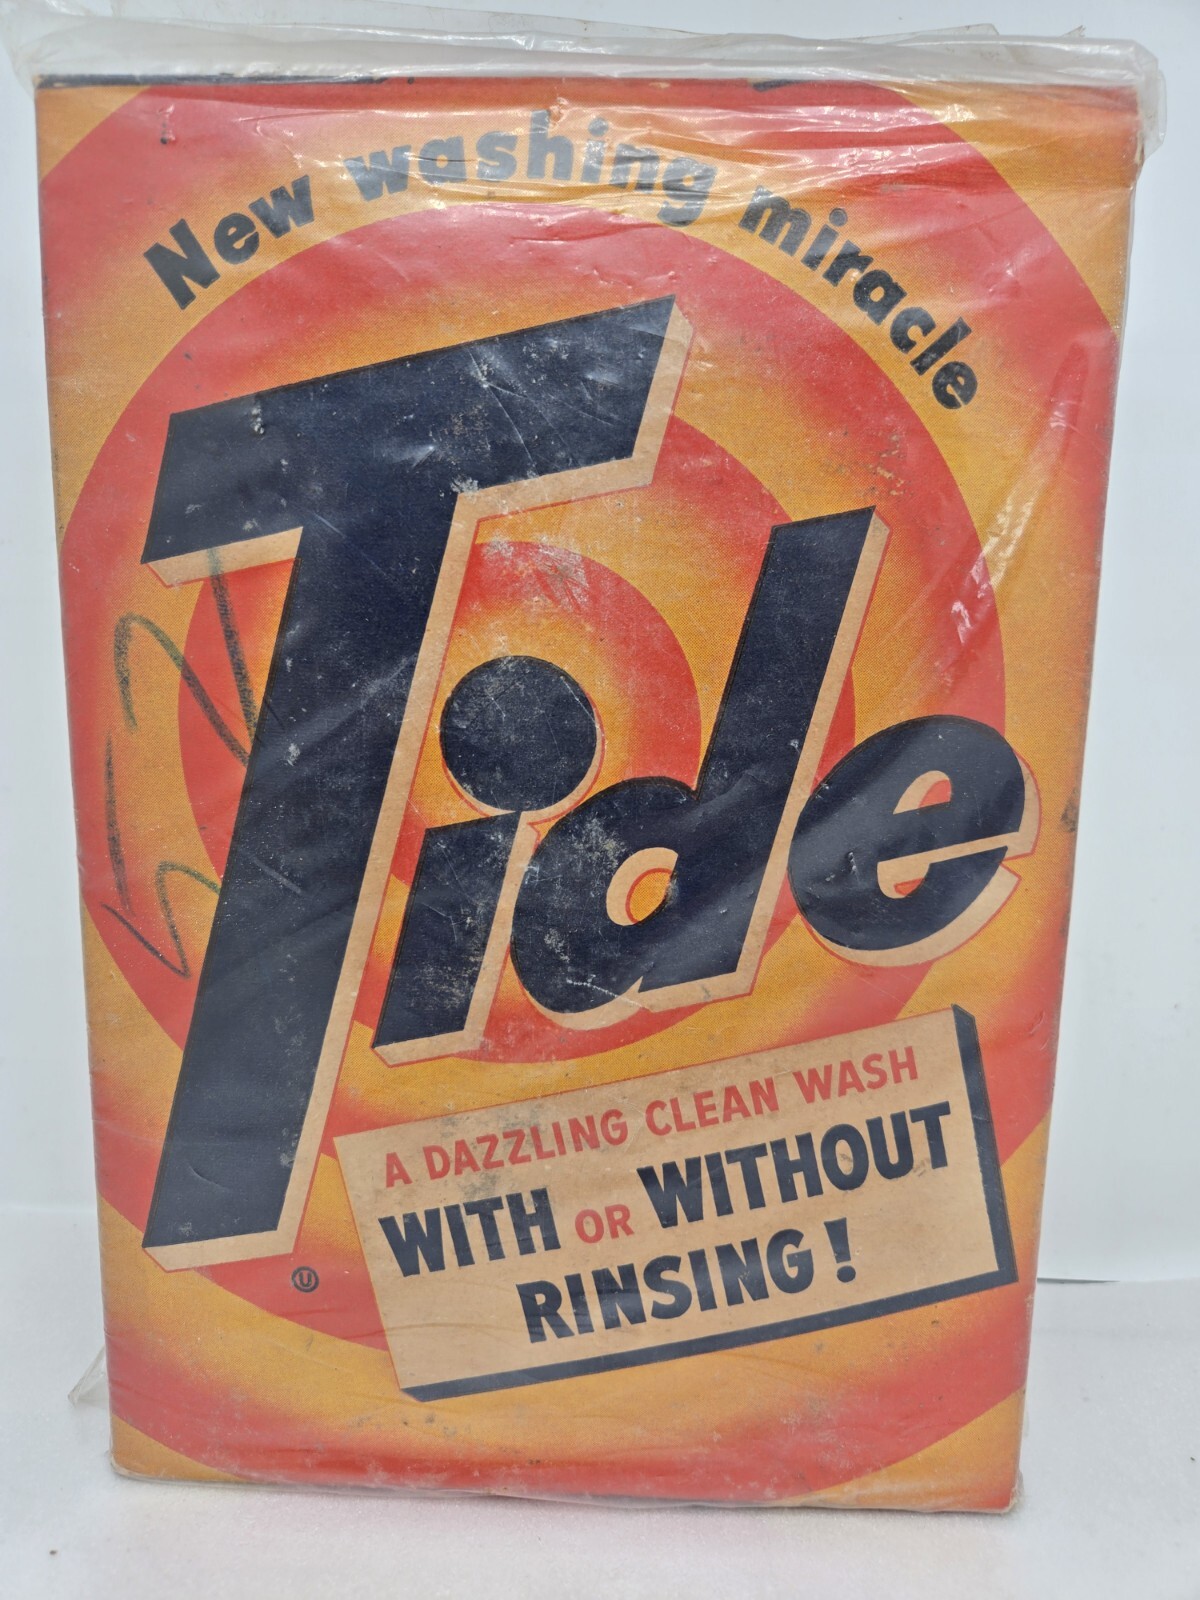 New washing miracle
Tide
A DAZZLING CLEAN WASH
WITH OR WITHOUT
RINSING!
U